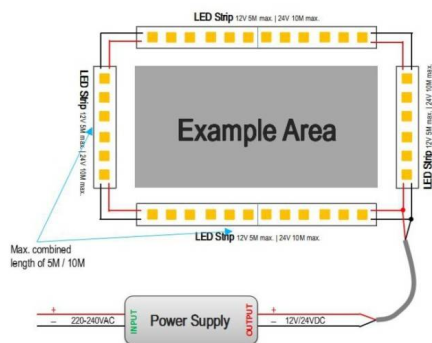 LED Strip 12V 5M max. | 24V 10M max.
LED Strip 12V 5M max. | 24V 10M max.
Example Area
LED Strip 12V 5M max. | 24V 10M max.
LED Strip 12V 5M max. | 24V 10M max.
Max. combined
length of 5M / 10M
+ 220-240VAC –
INPUT
Power Supply
OUTPUT
+ 12V/24VDC –